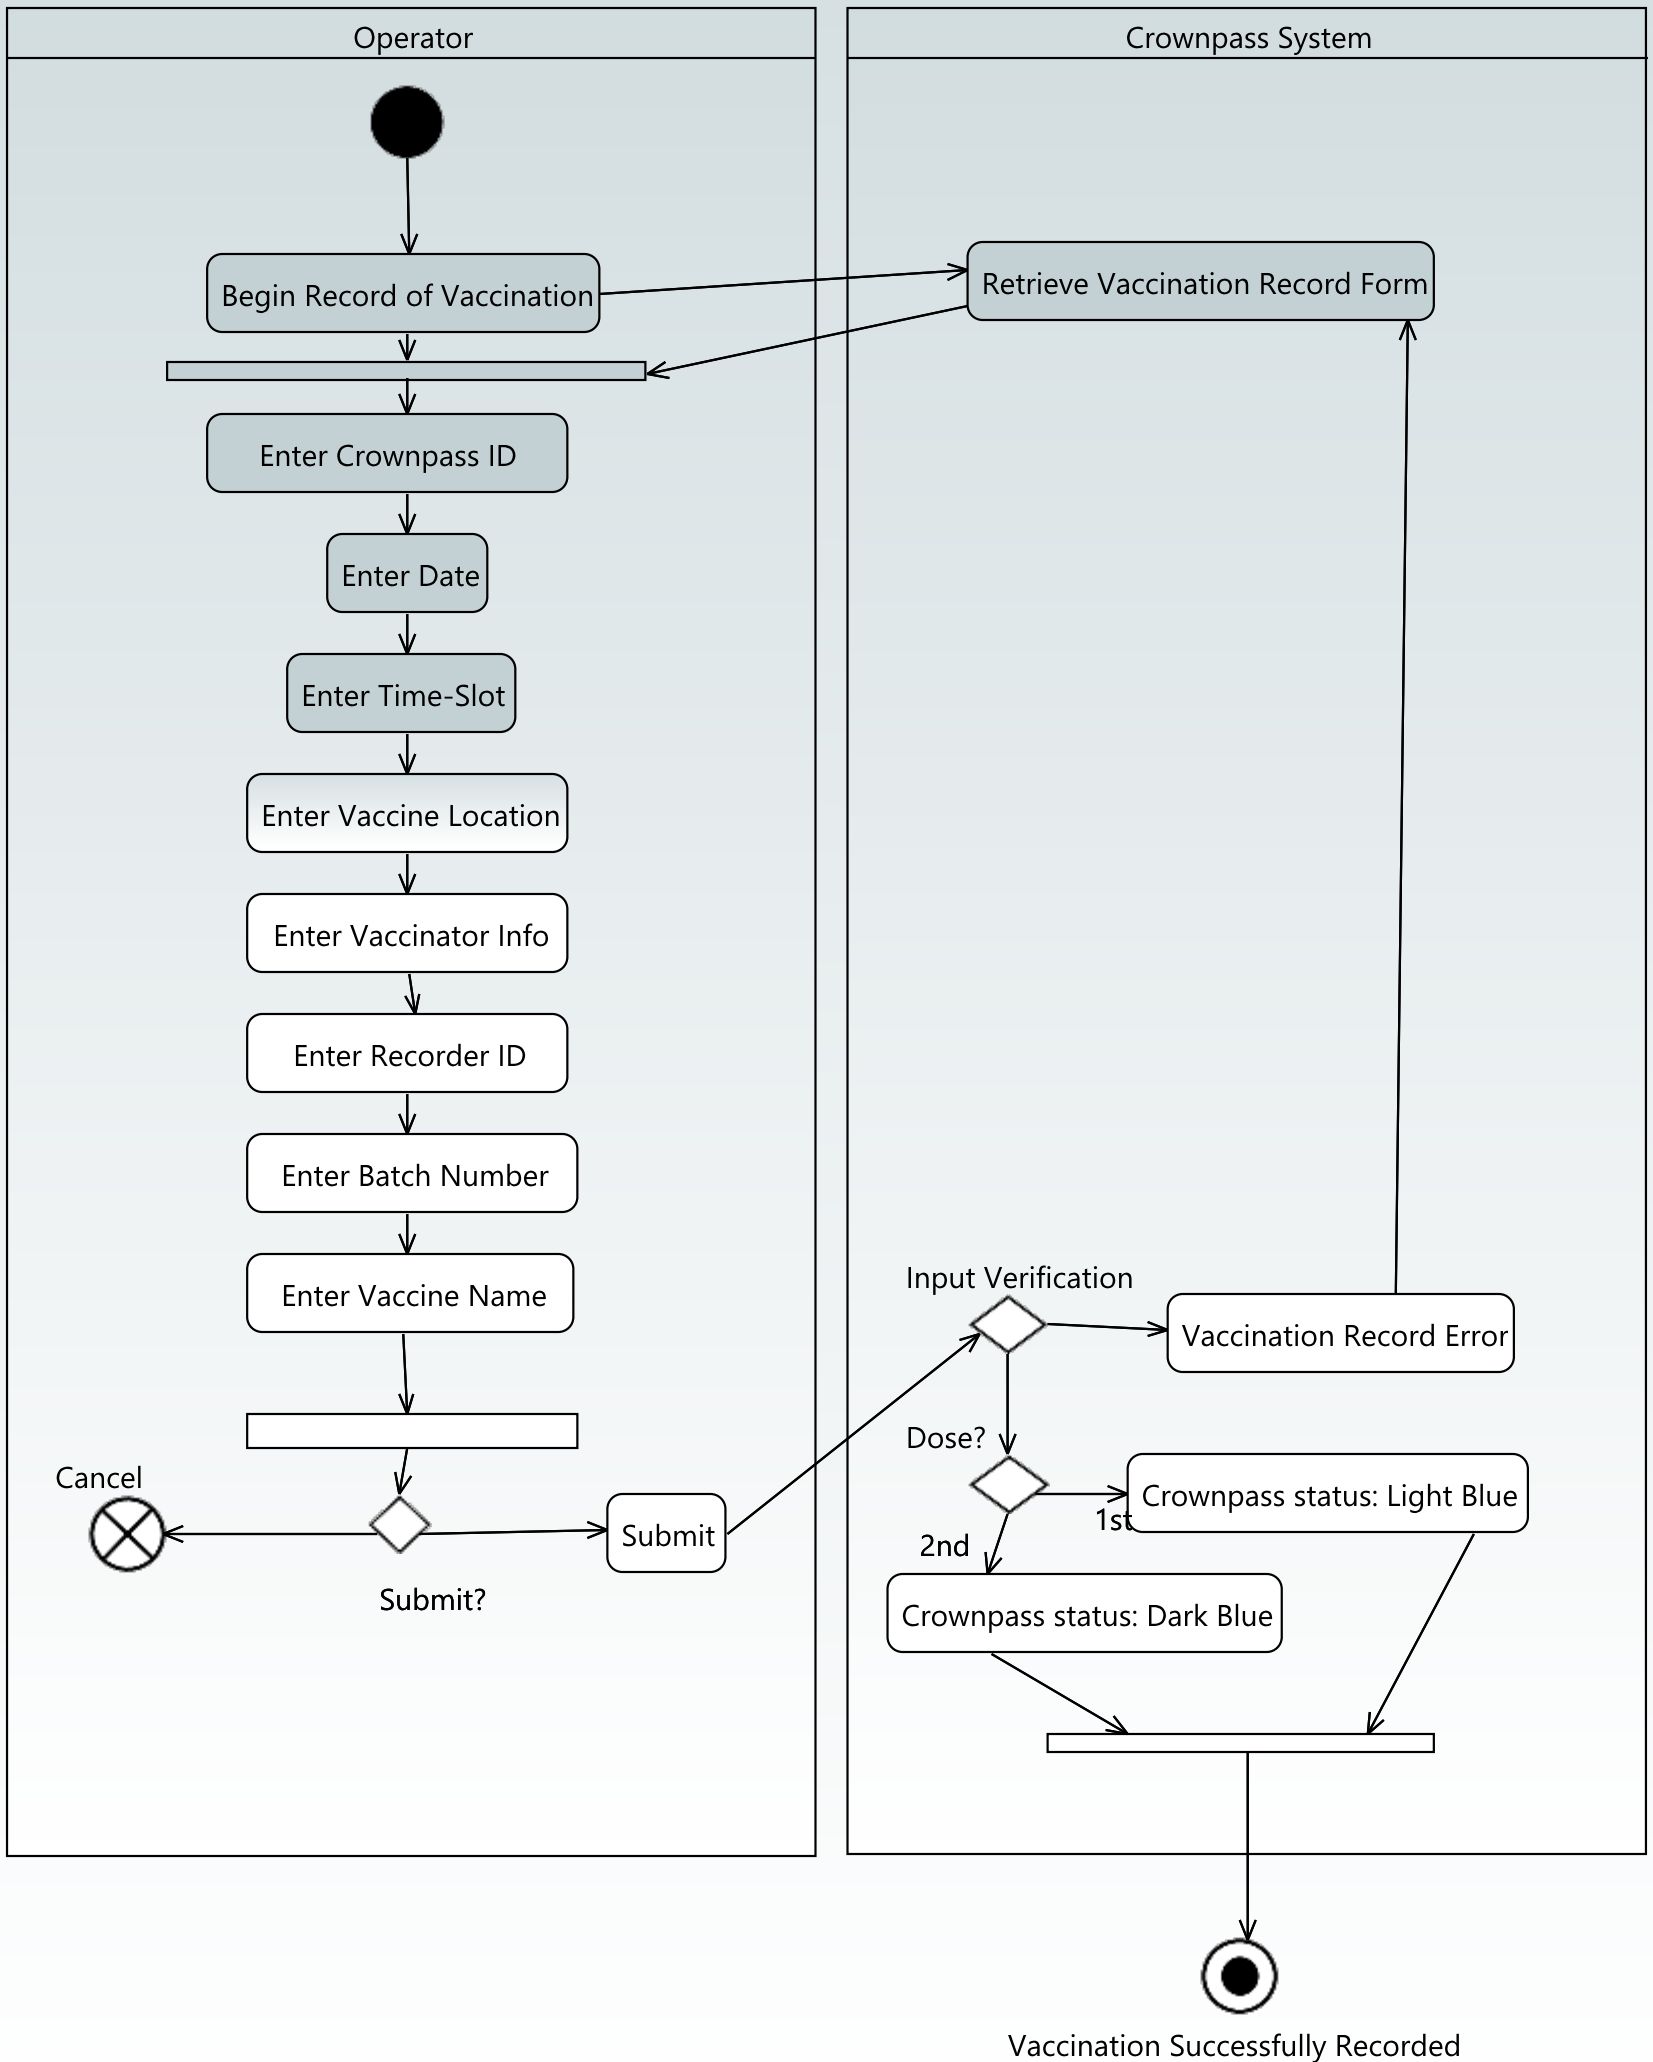 Operator
Crownpass System
Begin Record of Vaccination
Retrieve Vaccination Record Form
Enter Crownpass ID
Enter Date
Enter Time-Slot
Enter Vaccine Location
Enter Vaccinator Info
Enter Recorder ID
Enter Batch Number
Enter Vaccine Name
Input Verification
Vaccination Record Error
Dose?
Cancel
Crownpass status: Light Blue
1st
Submit
2nd
Submit?
Crownpass status: Dark Blue
Vaccination Successfully Recorded